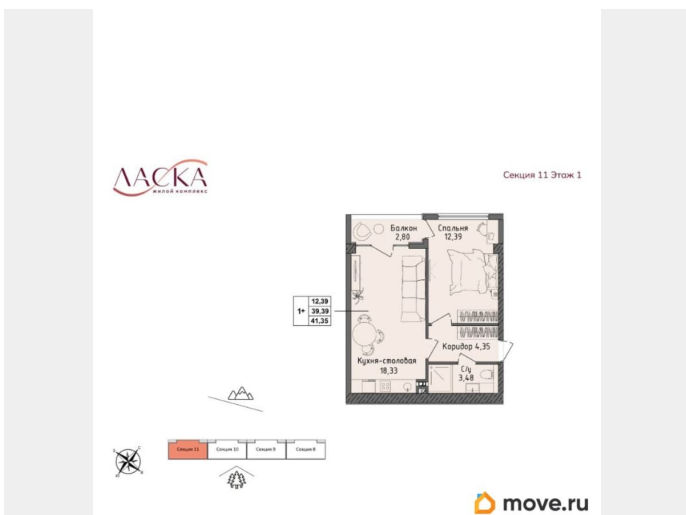 ЛАСКА
ЖИЛОЙ КОМПЛЕКС
Секция 11 Этаж 1
Балкон
2,80
Спальня
12,39
1+
12,39
39,39
41,35
Коридор 4,35
Кухня-столовая
18,33
С/у
3,48
Секция 11
Секция 10
Секция 9
Секция 8
move.ru